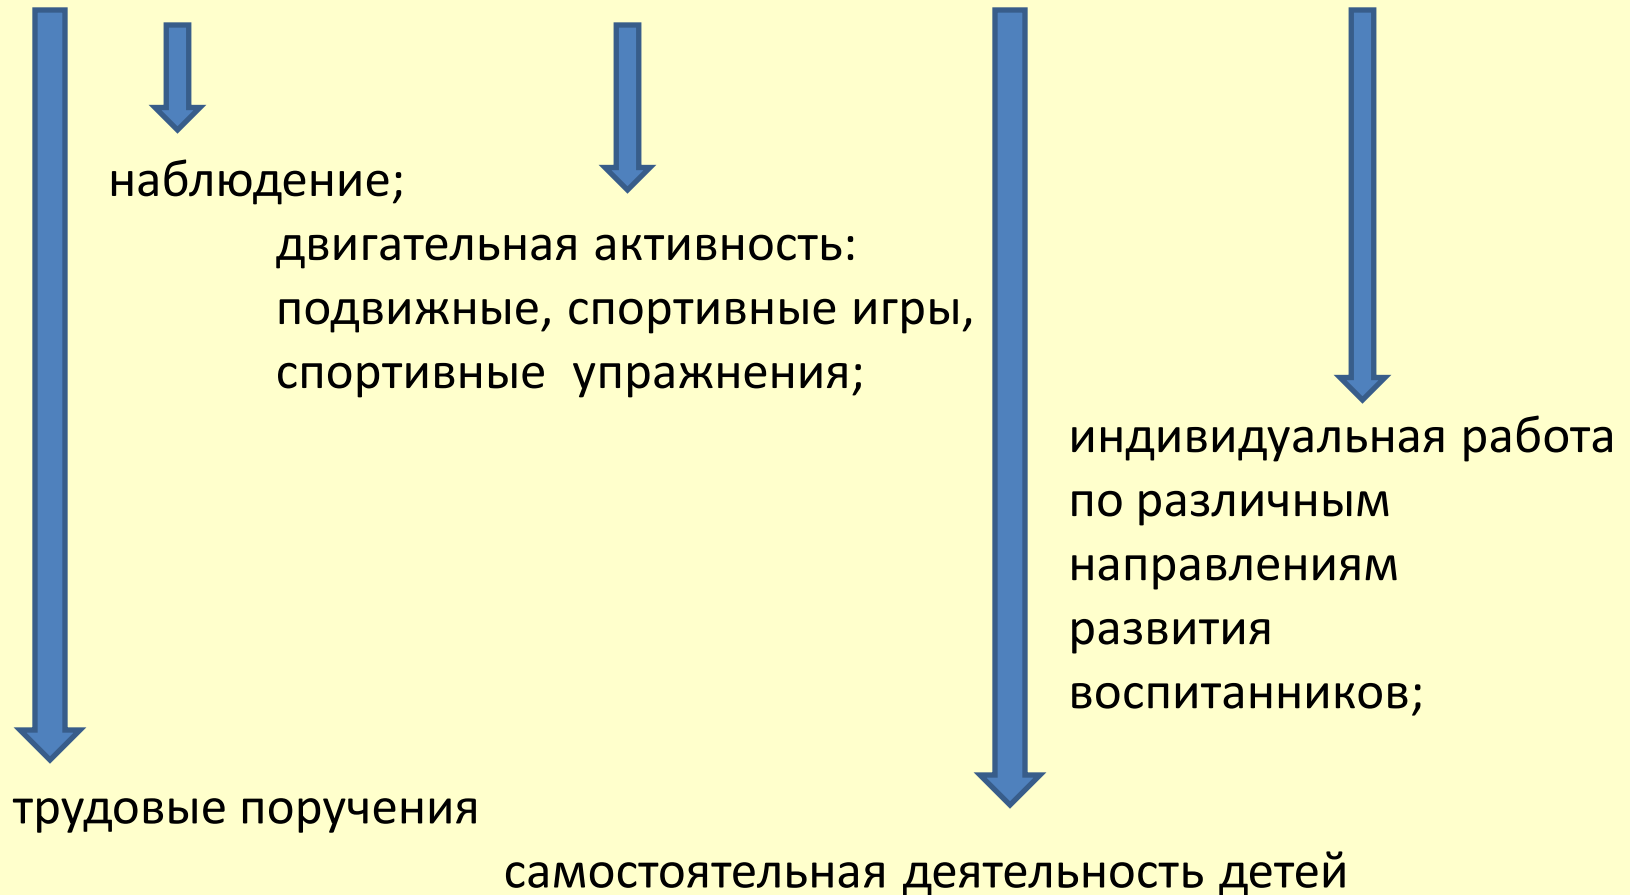 наблюдение;
двигательная активность:
подвижные, спортивные игры,
спортивные упражнения;
индивидуальная работа
по различным
направлениям
развития
воспитанников;
трудовые поручения
самостоятельная деятельность детей